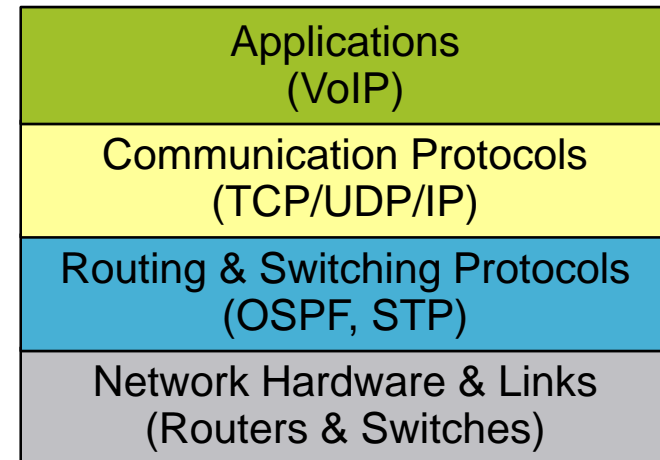 Applications
(VoIP)
Communication Protocols
(TCP/UDP/IP)
Routing & Switching Protocols
(OSPF, STP)
Network Hardware & Links
(Routers & Switches)